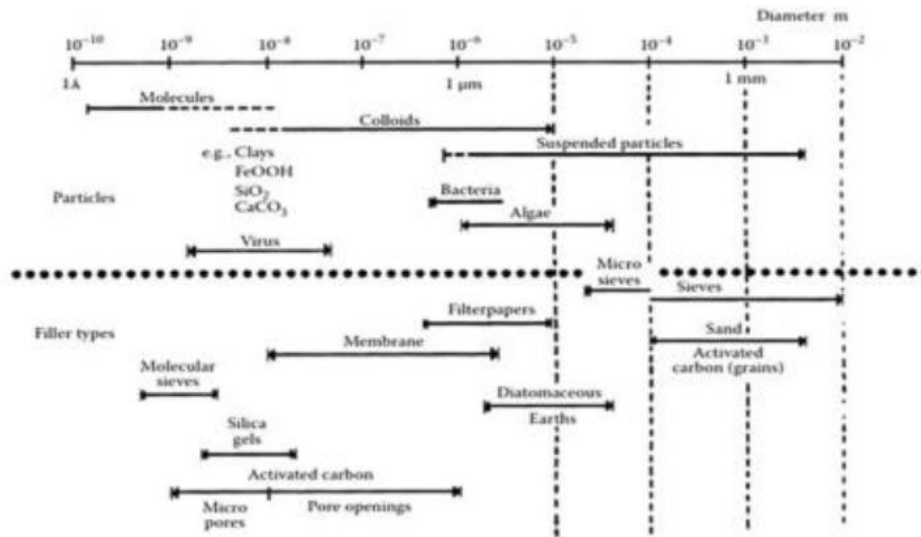 Diameter m
10⁻¹⁰ 10⁻⁹ 10⁻⁸ 10⁻⁷ 10⁻⁶ 10⁻⁵ 10⁻⁴ 10⁻³ 10⁻²
1A 1 μm 1 mm
Molecules
Colloids
Suspended particles
e.g., Clays
FeOOH
SiO₂
CaCO₃
Particles
Bacteria
Algae
Virus
Micro
sieves
Sieves
Filler types
Filterpapers
Membrane
Sand
Activated
carbon (grains)
Molecular
sieves
Diatomaceous
Earths
Silica
gels
Activated carbon
Micro
pores
Pore openings